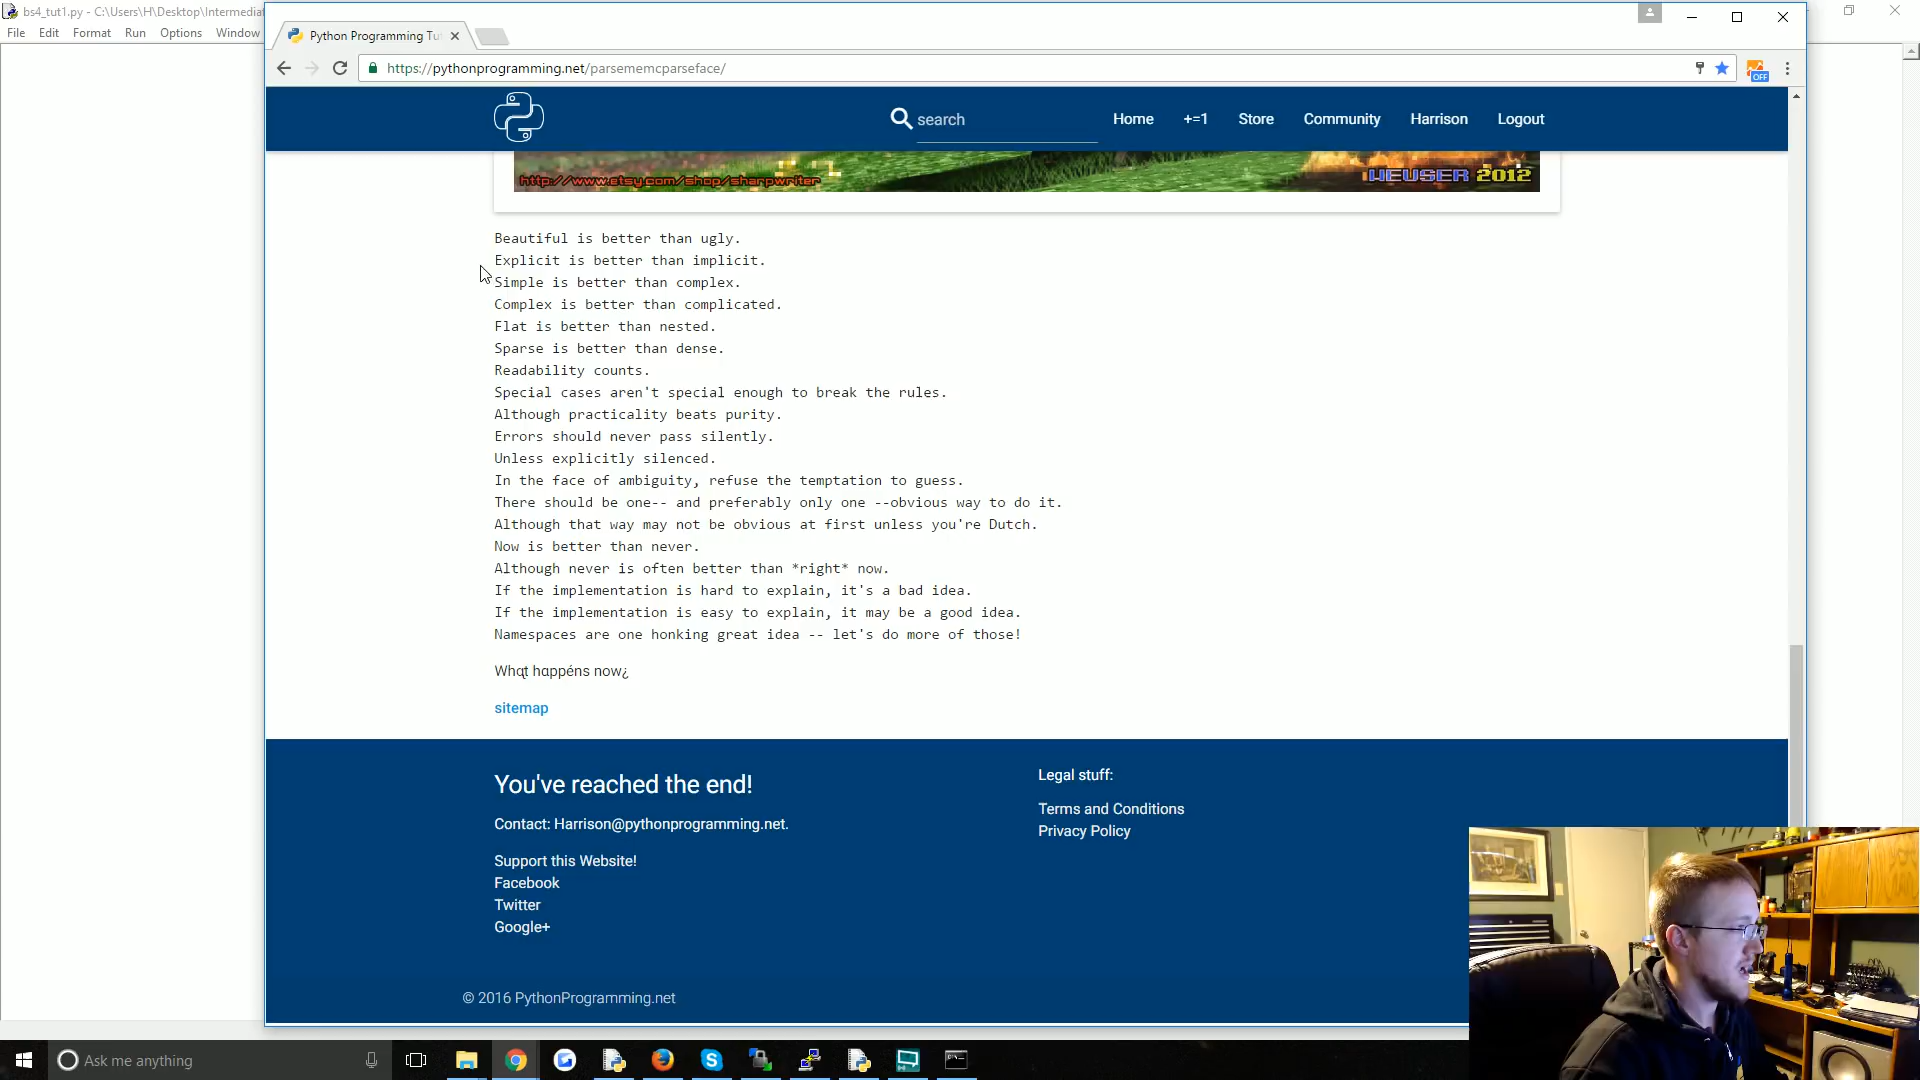 bs4_tut1.py - C:\Users\H\Desktop\Intermediat
File Edit Format Run Options Window
Python Programming Tu
https://pythonprogramming.net/parsememcparseface/
OFF
search Home +=1 Store Community Harrison Logout
http://www.etsy.com/shop/sharpwriter HEUSER 2012
Beautiful is better than ugly.
Explicit is better than implicit.
Simple is better than complex.
Complex is better than complicated.
Flat is better than nested.
Sparse is better than dense.
Readability counts.
Special cases aren't special enough to break the rules.
Although practicality beats purity.
Errors should never pass silently.
Unless explicitly silenced.
In the face of ambiguity, refuse the temptation to guess.
There should be one-- and preferably only one --obvious way to do it.
Although that way may not be obvious at first unless you're Dutch.
Now is better than never.
Although never is often better than *right* now.
If the implementation is hard to explain, it's a bad idea.
If the implementation is easy to explain, it may be a good idea.
Namespaces are one honking great idea -- let's do more of those!
Whąt hαppéns now¿
sitemap
You've reached the end!
Contact: Harrison@pythonprogramming.net.
Support this Website!
Facebook
Twitter
Google+
Legal stuff:
Terms and Conditions
Privacy Policy
© 2016 PythonProgramming.net
Ask me anything